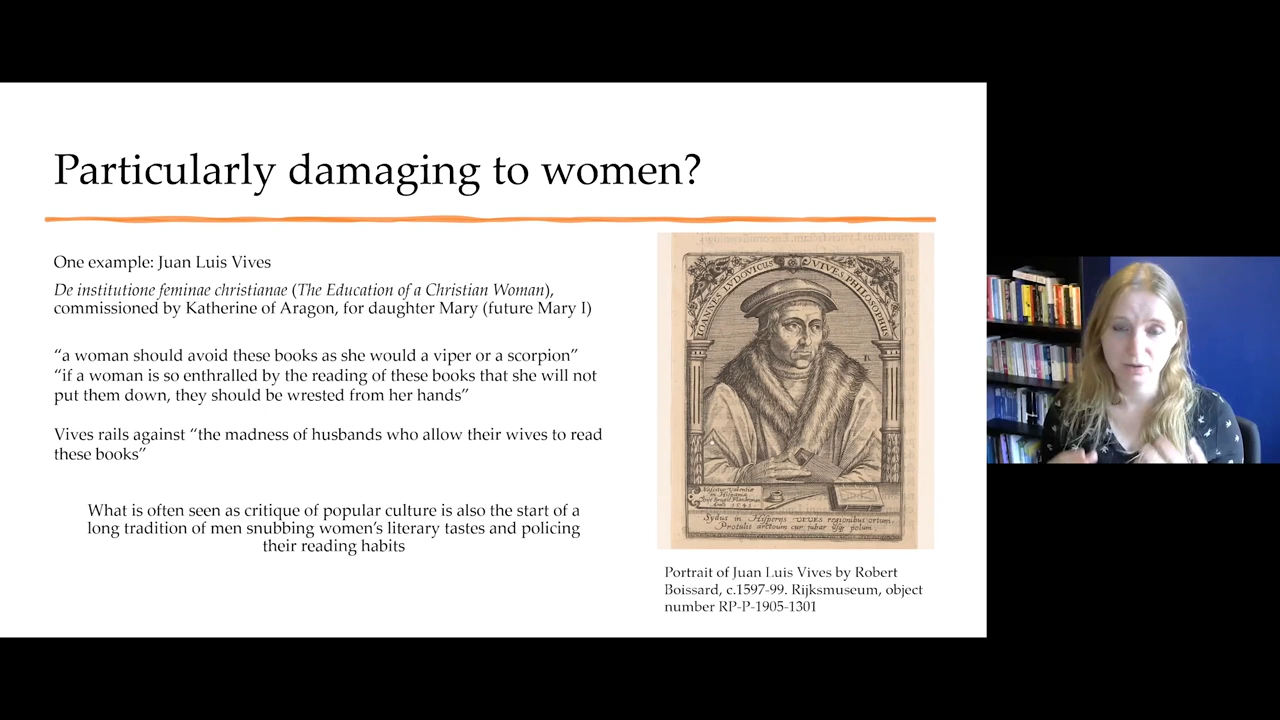 Particularly damaging to women?
One example: Juan Luis Vives
De institutione feminae christianae (The Education of a Christian Woman),
commissioned by Katherine of Aragon, for daughter Mary (future Mary I)
“a woman should avoid these books as she would a viper or a scorpion”
“if a woman is so enthralled by the reading of these books that she will not
put them down, they should be wrested from her hands”
Vives rails against “the madness of husbands who allow their wives to read
these books”
What is often seen as critique of popular culture is also the start of a
long tradition of men snubbing women’s literary tastes and policing
their reading habits
IOANNES LVDOVICUS VIVES PHILOSOPHUS
Sydus in Hesperijs VIVES regionibus ortum.
Portrait of Juan Luis Vives by Robert
Boissard, c.1597-99. Rijksmuseum, object
number RP-P-1905-1301